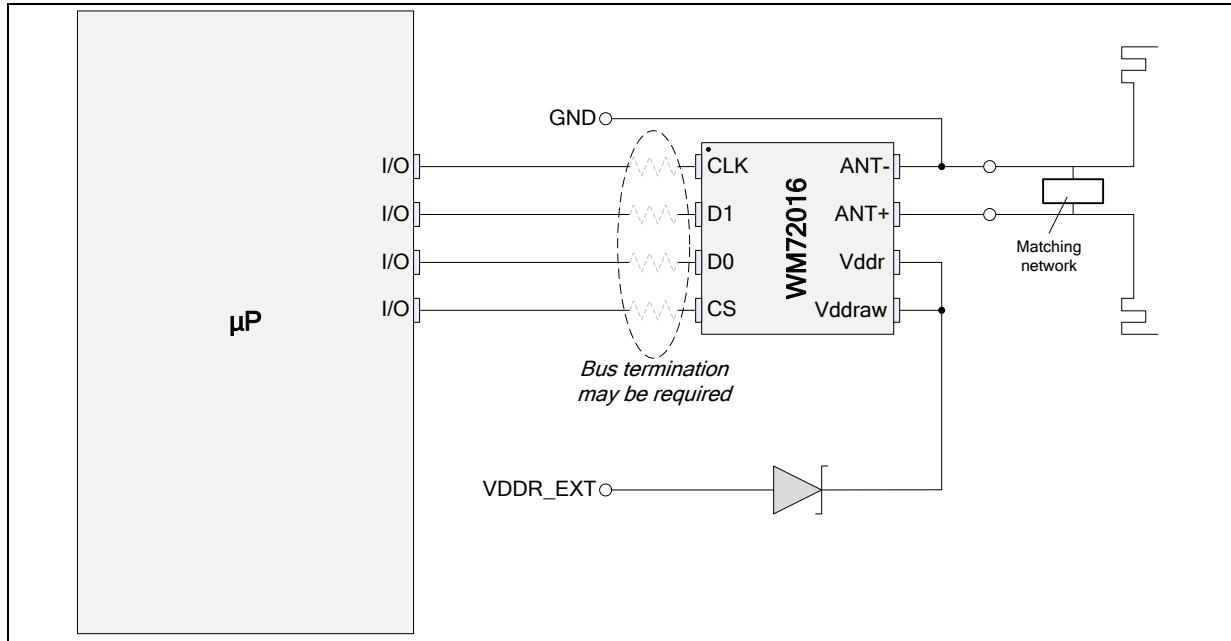 GND
I/O
I/O
I/O
I/O
µP
CLK
D1
D0
CS
WM72016
ANT-
ANT+
Vddr
Vddraw
Matching
network
Bus termination
may be required
VDDR_EXT